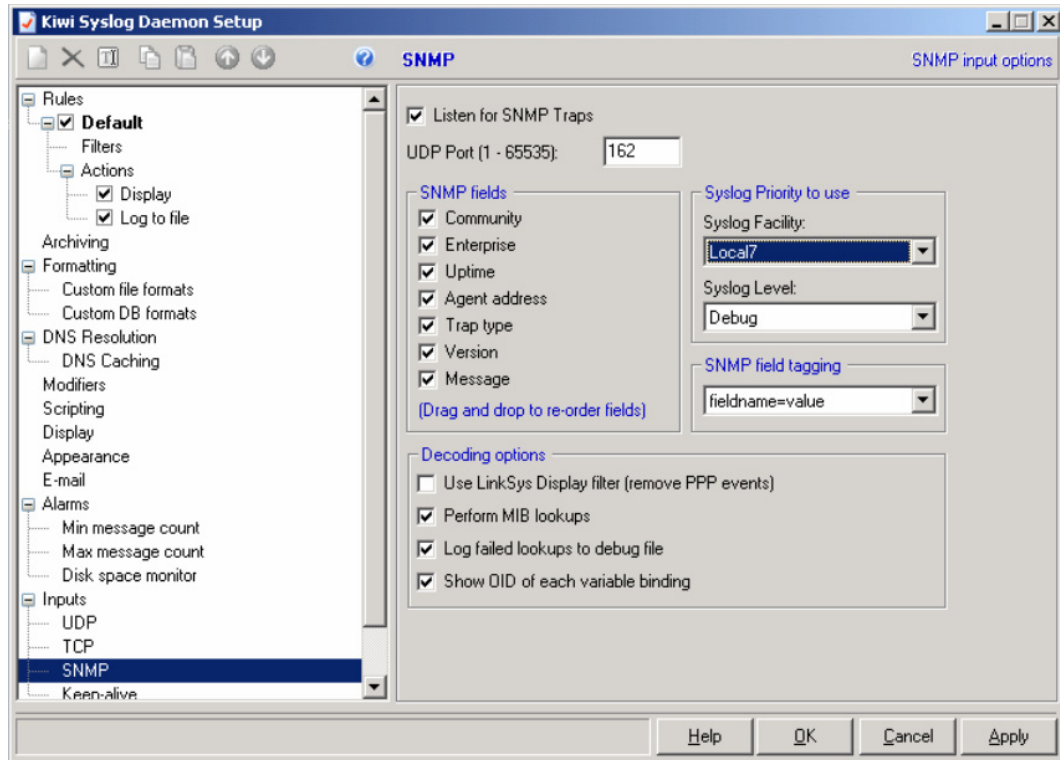 Kiwi Syslog Daemon Setup
SNMP
SNMP input options
Rules
Default
Filters
Actions
Display
Log to file
Archiving
Formatting
Custom file formats
Custom DB formats
DNS Resolution
DNS Caching
Modifiers
Scripting
Display
Appearance
E-mail
Alarms
Min message count
Max message count
Disk space monitor
Inputs
UDP
TCP
SNMP
Keep-alive
Listen for SNMP Traps
UDP Port (1 - 65535): 162
SNMP fields
Community
Enterprise
Uptime
Agent address
Trap type
Version
Message
(Drag and drop to re-order fields)
Syslog Priority to use
Syslog Facility:
Local7
Syslog Level:
Debug
SNMP field tagging
fieldname=value
Decoding options
Use LinkSys Display filter (remove PPP events)
Perform MIB lookups
Log failed lookups to debug file
Show OID of each variable binding
Help
OK
Cancel
Apply